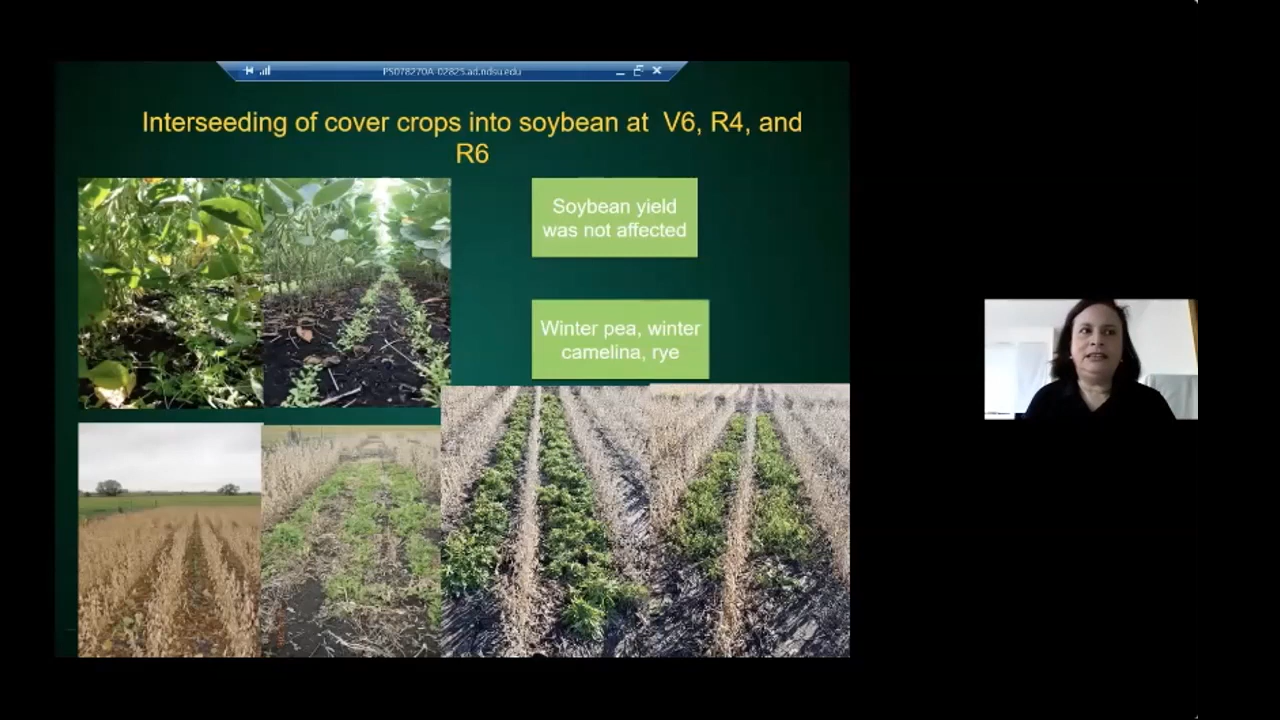 PS078270A-02825.ad.ndsu.edu
Interseeding of cover crops into soybean at V6, R4, and
R6
Soybean yield
was not affected
Winter pea, winter
camelina, rye